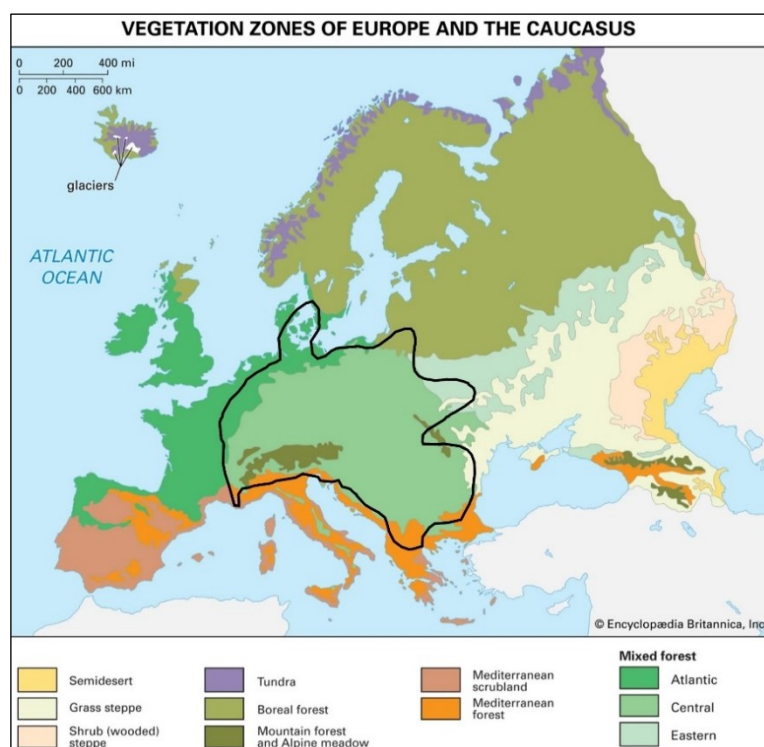 VEGETATION ZONES OF EUROPE AND THE CAUCASUS
0 200 400 mi
0 200 400 600 km
glaciers
ATLANTIC
OCEAN
© Encyclopædia Britannica, Inc
Semidesert
Grass steppe
Shrub (wooded)
steppe
Tundra
Boreal forest
Mountain forest
and Alpine meadow
Mediterranean
scrubland
Mediterranean
forest
Mixed forest
Atlantic
Central
Eastern